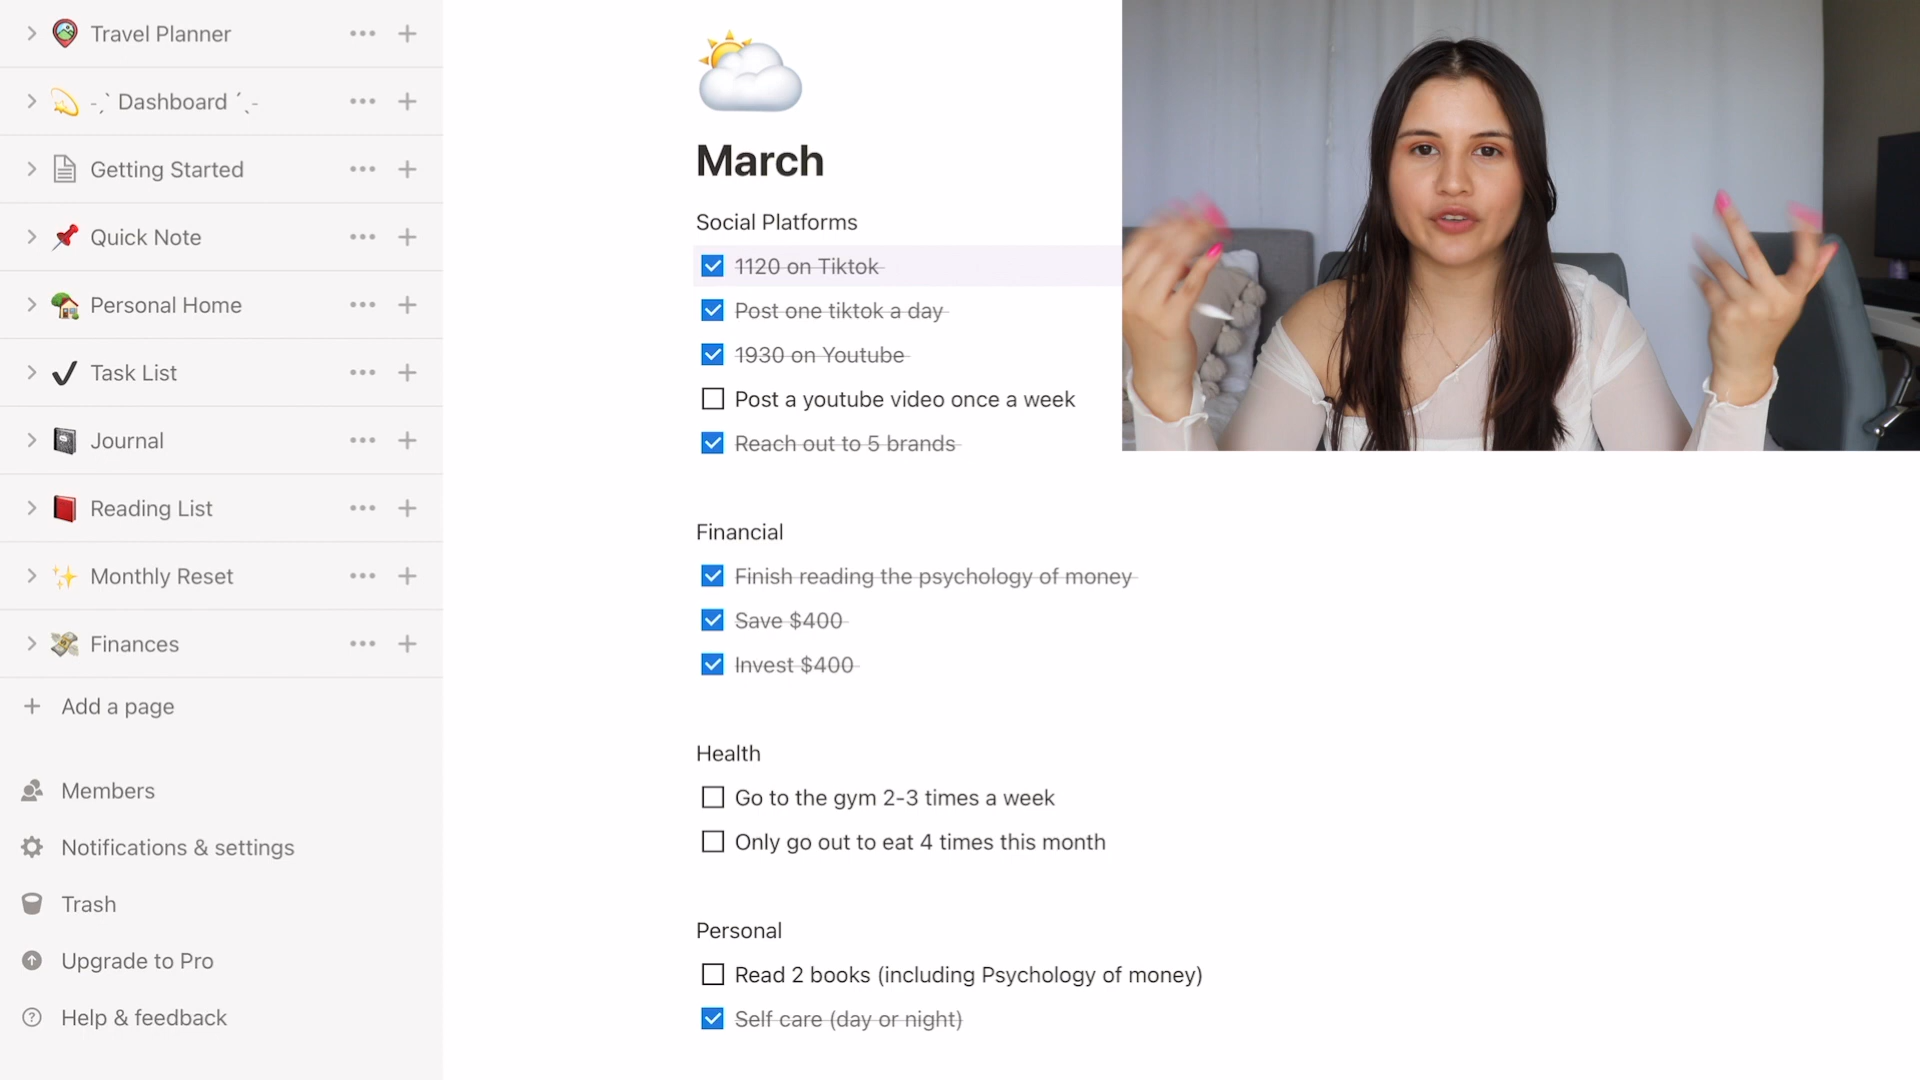 Travel Planner
-ˏˋ Dashboard ˊˎ-
Getting Started
Quick Note
Personal Home
Task List
Journal
Reading List
Monthly Reset
Finances
Add a page
Members
Notifications & settings
Trash
Upgrade to Pro
Help & feedback
March
Social Platforms
1120 on Tiktok
Post one tiktok a day
1930 on Youtube
Post a youtube video once a week
Reach out to 5 brands
Financial
Finish reading the psychology of money
Save $400
Invest $400
Health
Go to the gym 2-3 times a week
Only go out to eat 4 times this month
Personal
Read 2 books (including Psychology of money)
Self care (day or night)